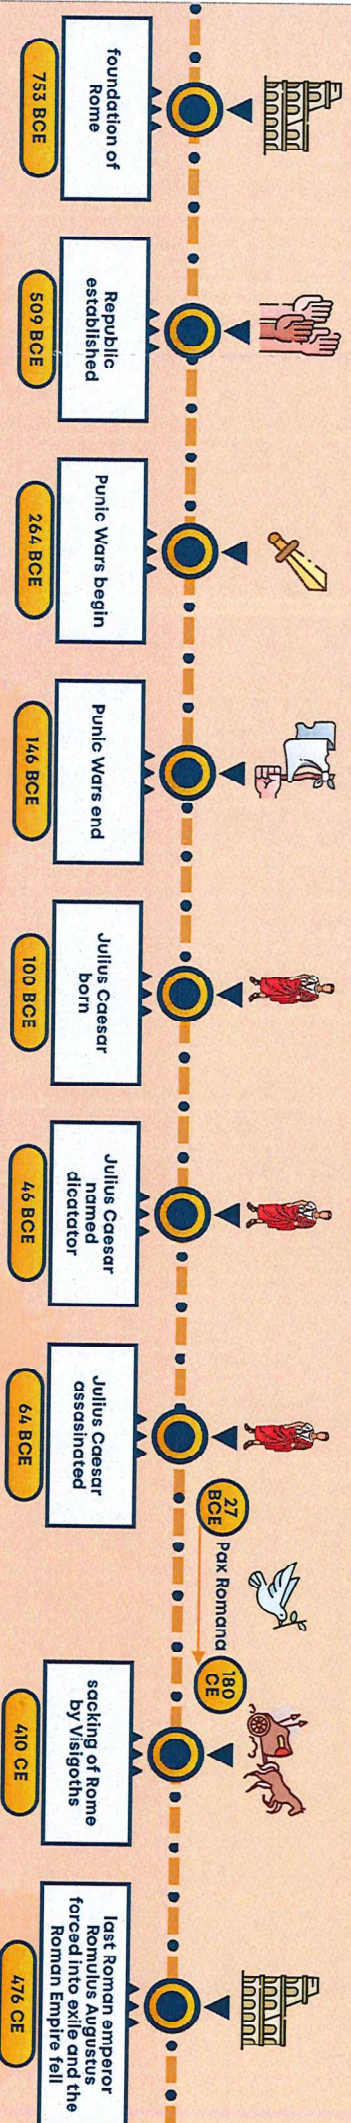 foundation of
Rome
753 BCE
Republic
established
509 BCE
Punic Wars begin
264 BCE
Punic Wars end
146 BCE
Julius Caesar
born
100 BCE
Julius Caesar
named
dicatator
46 BCE
Julius Caesar
assasinated
64 BCE
27
BCE
Pax Romana
180
CE
sacking of Rome
by Visigoths
410 CE
last Roman emperor
Romulus Augustus
forced into exile and the
Roman Empire fell
476 CE